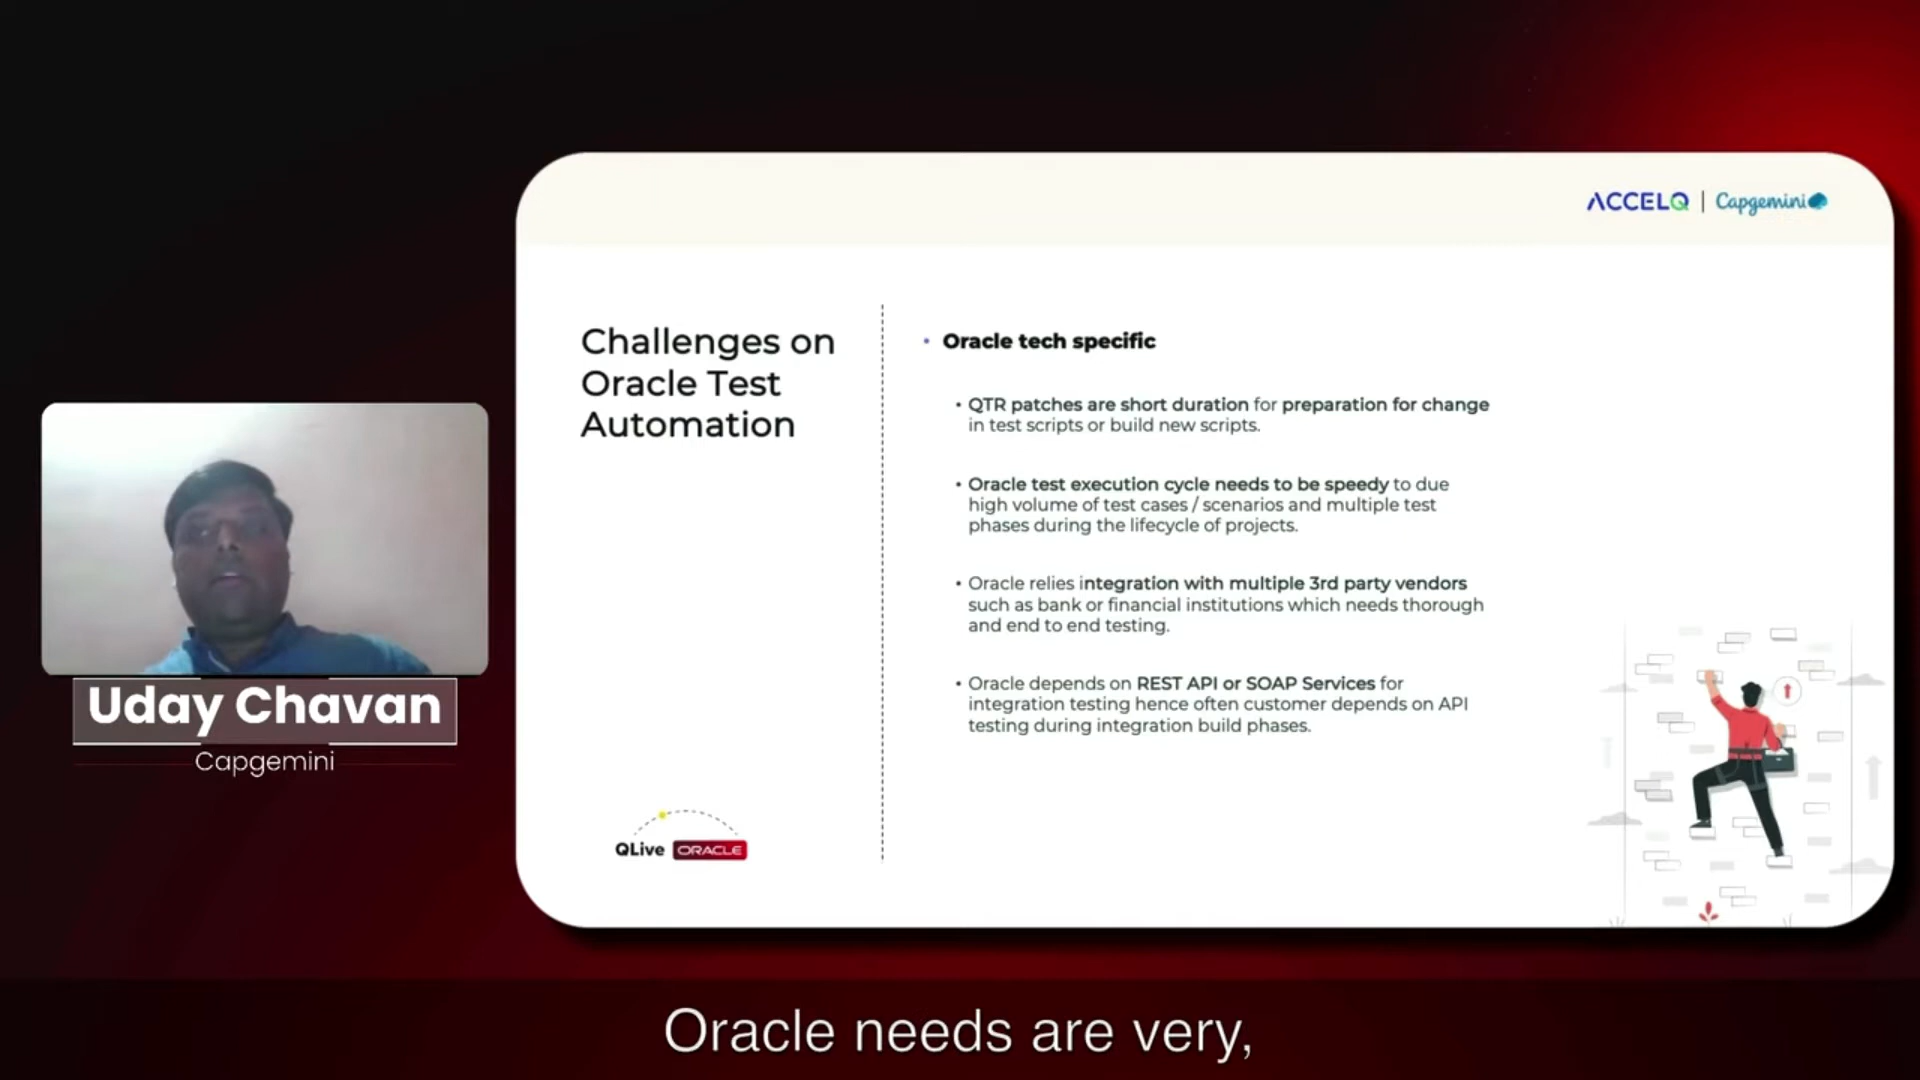 ACCELQ | Capgemini
Challenges on
Oracle Test
Automation
• Oracle tech specific
• QTR patches are short duration for preparation for change
in test scripts or build new scripts.
• Oracle test execution cycle needs to be speedy to due
high volume of test cases / scenarios and multiple test
phases during the lifecycle of projects.
• Oracle relies integration with multiple 3rd party vendors
such as bank or financial institutions which needs thorough
and end to end testing.
• Oracle depends on REST API or SOAP Services for
integration testing hence often customer depends on API
testing during integration build phases.
Uday Chavan
Capgemini
QLive ORACLE
Oracle needs are very,